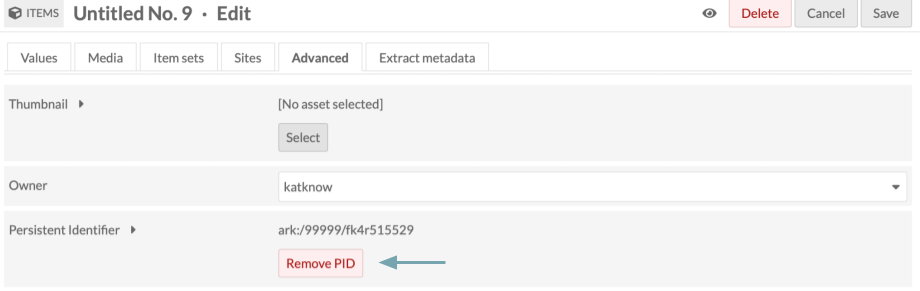 ITEMS Untitled No. 9 · Edit Delete Cancel Save
Values Media Item sets Sites Advanced Extract metadata
Thumbnail [No asset selected]
Select
Owner katknow
Persistent Identifier ark:/99999/fk4r515529
Remove PID